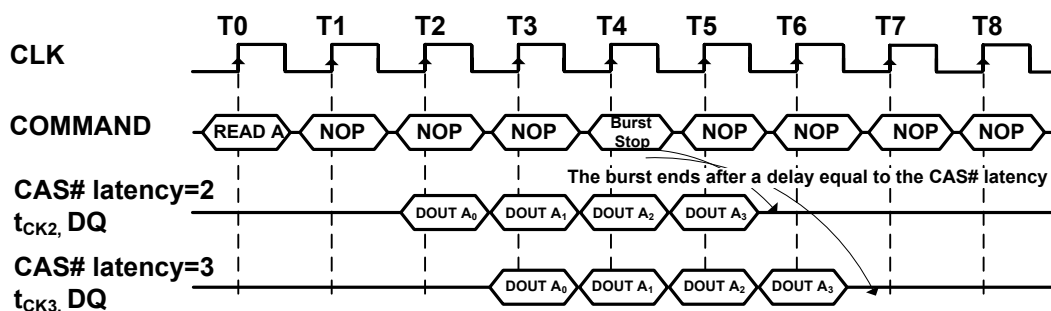 T0 T1 T2 T3 T4 T5 T6 T7 T8
CLK
COMMAND READ A NOP NOP NOP Burst Stop NOP NOP NOP NOP
The burst ends after a delay equal to the CAS# latency
CAS# latency=2
tCK2, DQ DOUT A0 DOUT A1 DOUT A2 DOUT A3
CAS# latency=3
tCK3, DQ DOUT A0 DOUT A1 DOUT A2 DOUT A3